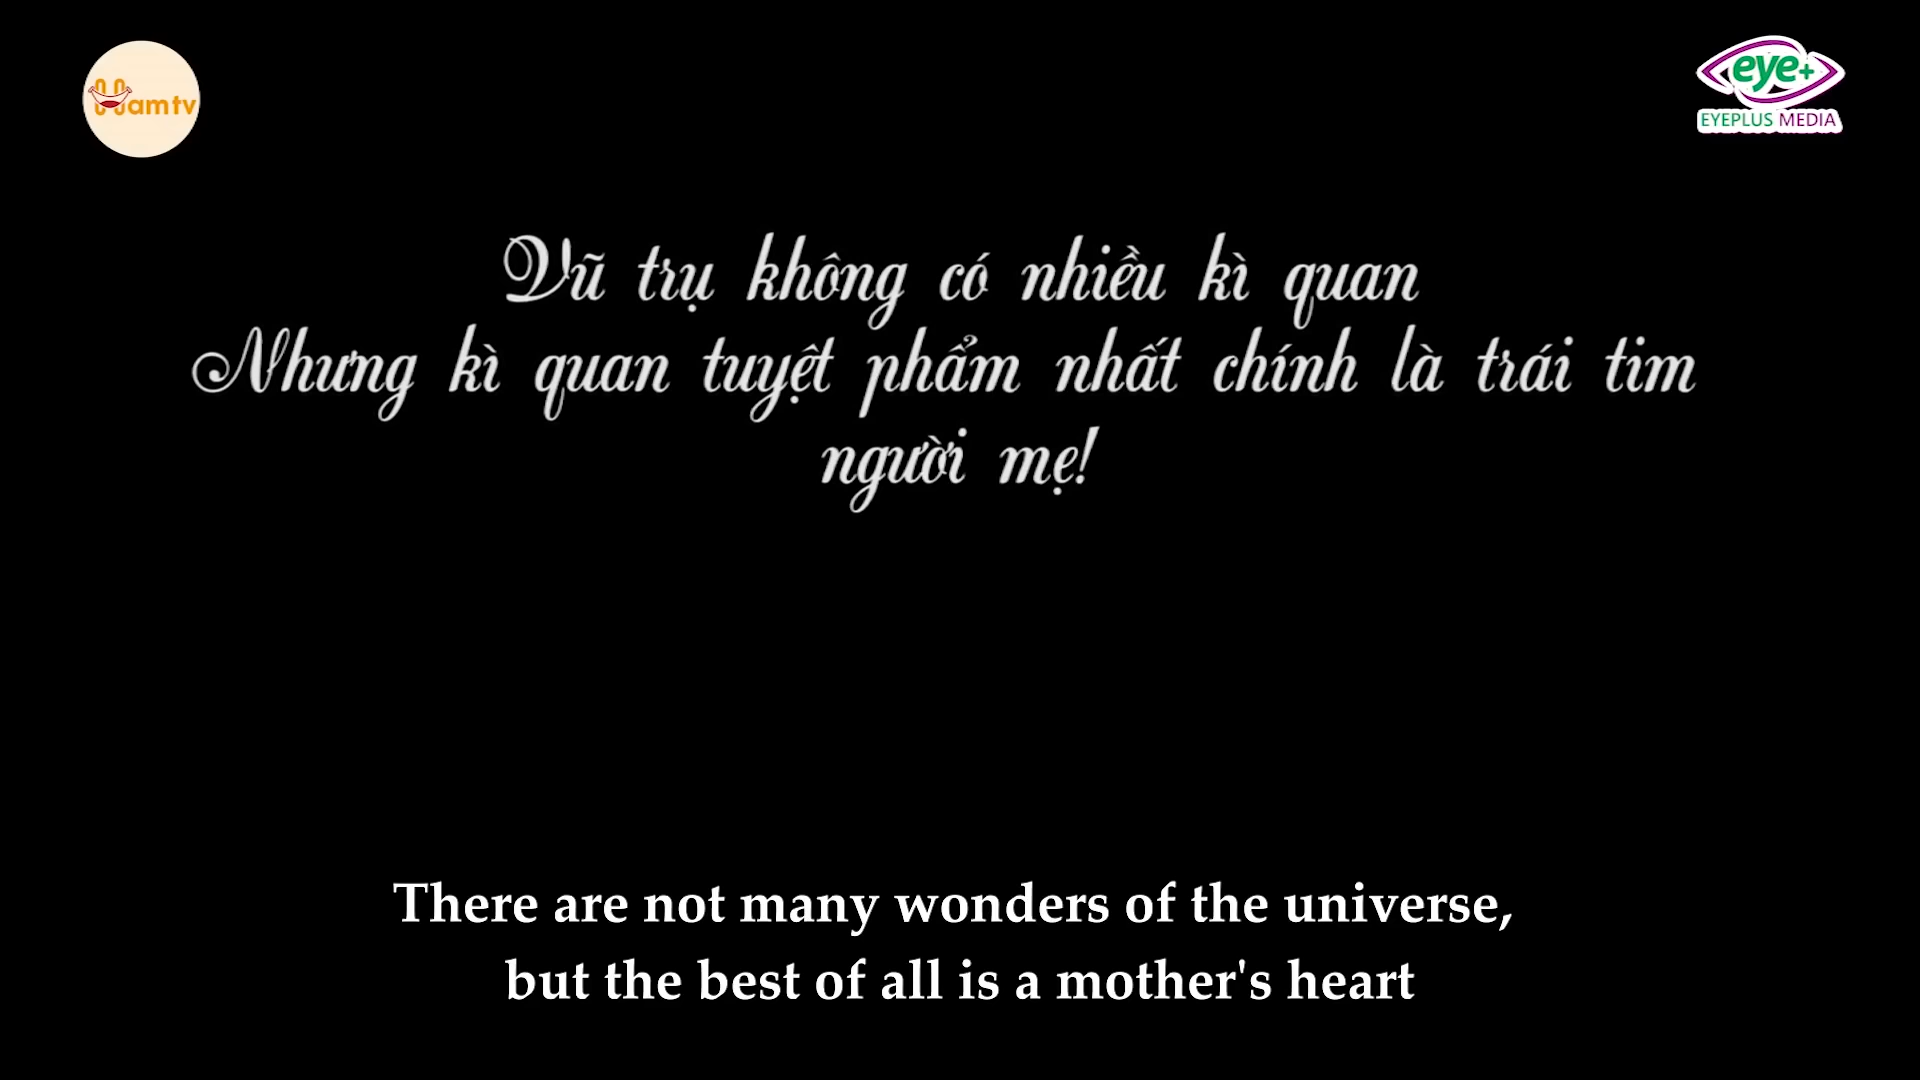 Hamtv
eye+
EYEPLUS MEDIA
Vũ trụ không có nhiều kì quan
Nhưng kì quan tuyệt phẩm nhất chính là trái tim
người mẹ!
There are not many wonders of the universe,
but the best of all is a mother's heart